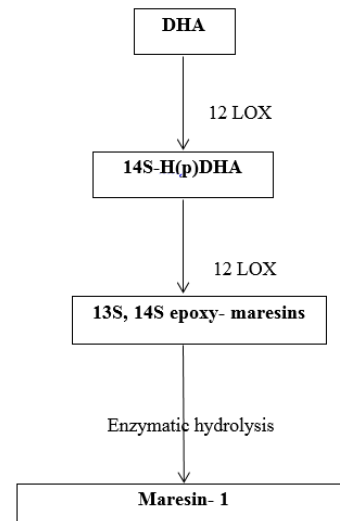 DHA
12 LOX
14S-H(p)DHA
12 LOX
13S, 14S epoxy- maresins
Enzymatic hydrolysis
Maresin- 1